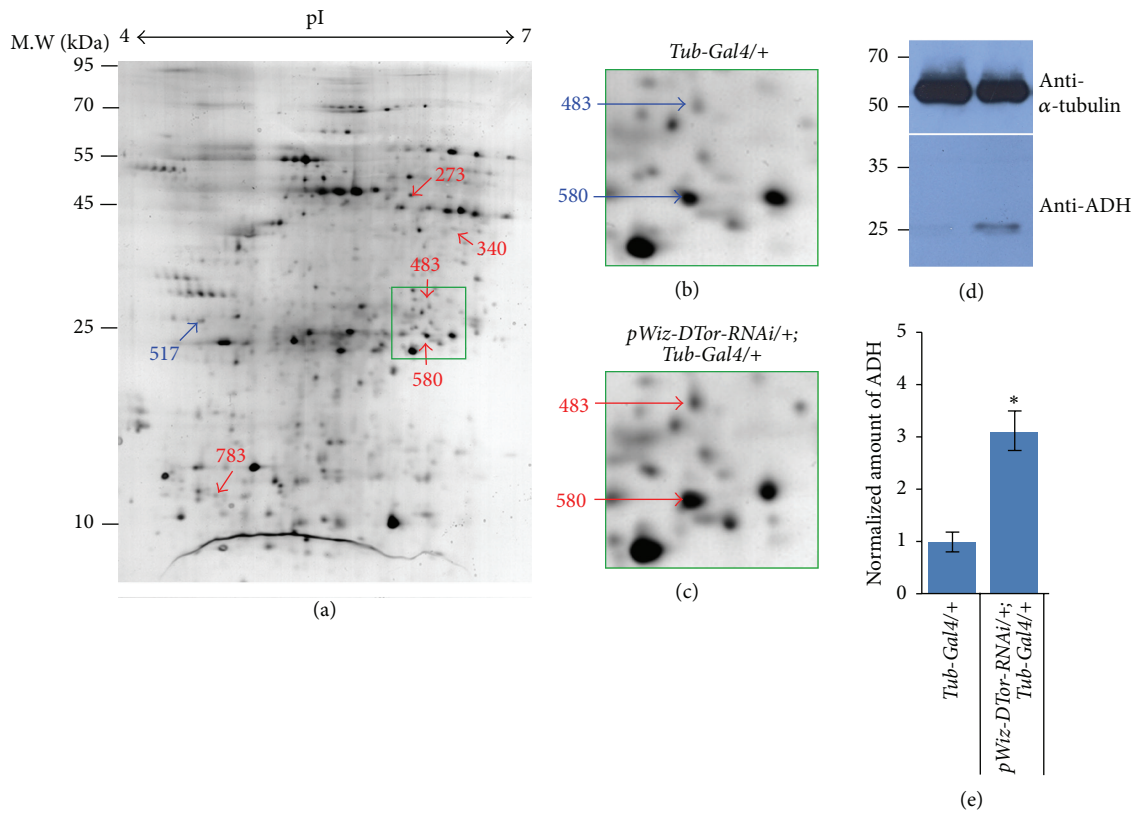 pI
M.W (kDa)
4
7
95
70
55
45
25
10
273
340
483
517
580
783
(a)
Tub-Gal4/+
483
580
(b)
pWiz-DTor-RNAi/+;
Tub-Gal4/+
483
580
(c)
70
50
35
25
Anti-
α-tubulin
Anti-ADH
(d)
Normalized amount of ADH
5
4
3
2
1
0
*
Tub-Gal4/+
pWiz-DTor-RNAi/+;
Tub-Gal4/+
(e)